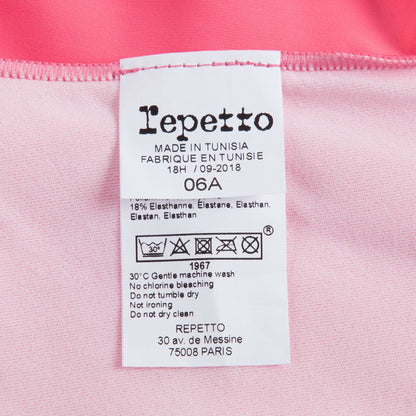 repetto
MADE IN TUNISIA
FABRIQUE EN TUNISIE
18H / 09-2018
06A
18% Elasthanne, Elastane, Elasthan,
Elastan, Elasthan
30°
®
1967
30°C Gentle machine wash
No chlorine bleaching
Do not tumble dry
Not ironing
Do not dry clean
REPETTO
30 av. de Messine
75008 PARIS